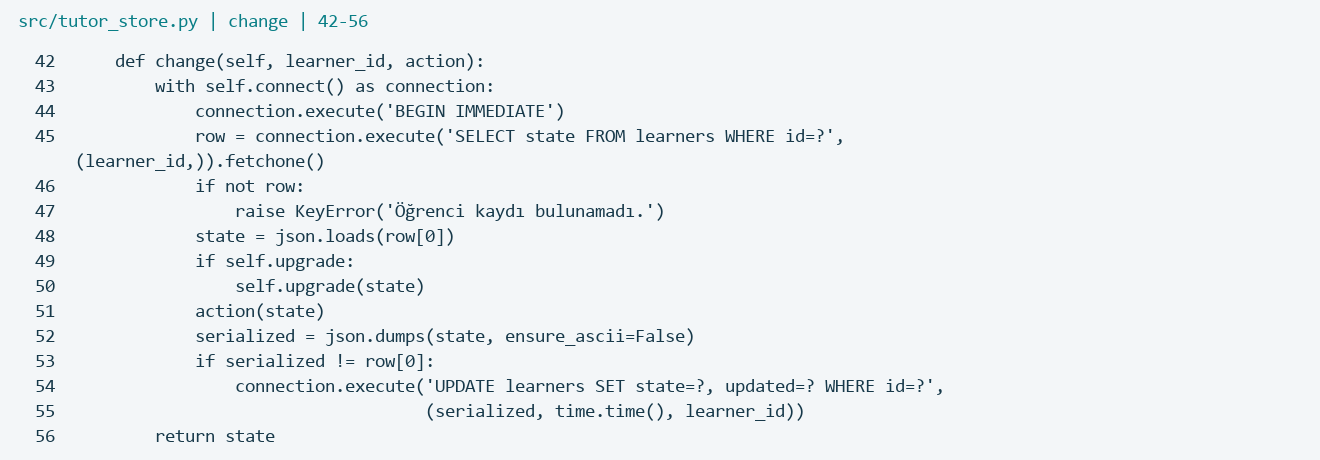 src/tutor_store.py | change | 42-56
42      def change(self, learner_id, action):
43          with self.connect() as connection:
44              connection.execute('BEGIN IMMEDIATE')
45              row = connection.execute('SELECT state FROM learners WHERE id=?',
    (learner_id,)).fetchone()
46              if not row:
47                  raise KeyError('Öğrenci kaydı bulunamadı.')
48              state = json.loads(row[0])
49              if self.upgrade:
50                  self.upgrade(state)
51              action(state)
52              serialized = json.dumps(state, ensure_ascii=False)
53              if serialized != row[0]:
54                  connection.execute('UPDATE learners SET state=?, updated=? WHERE id=?',
55                                     (serialized, time.time(), learner_id))
56          return state